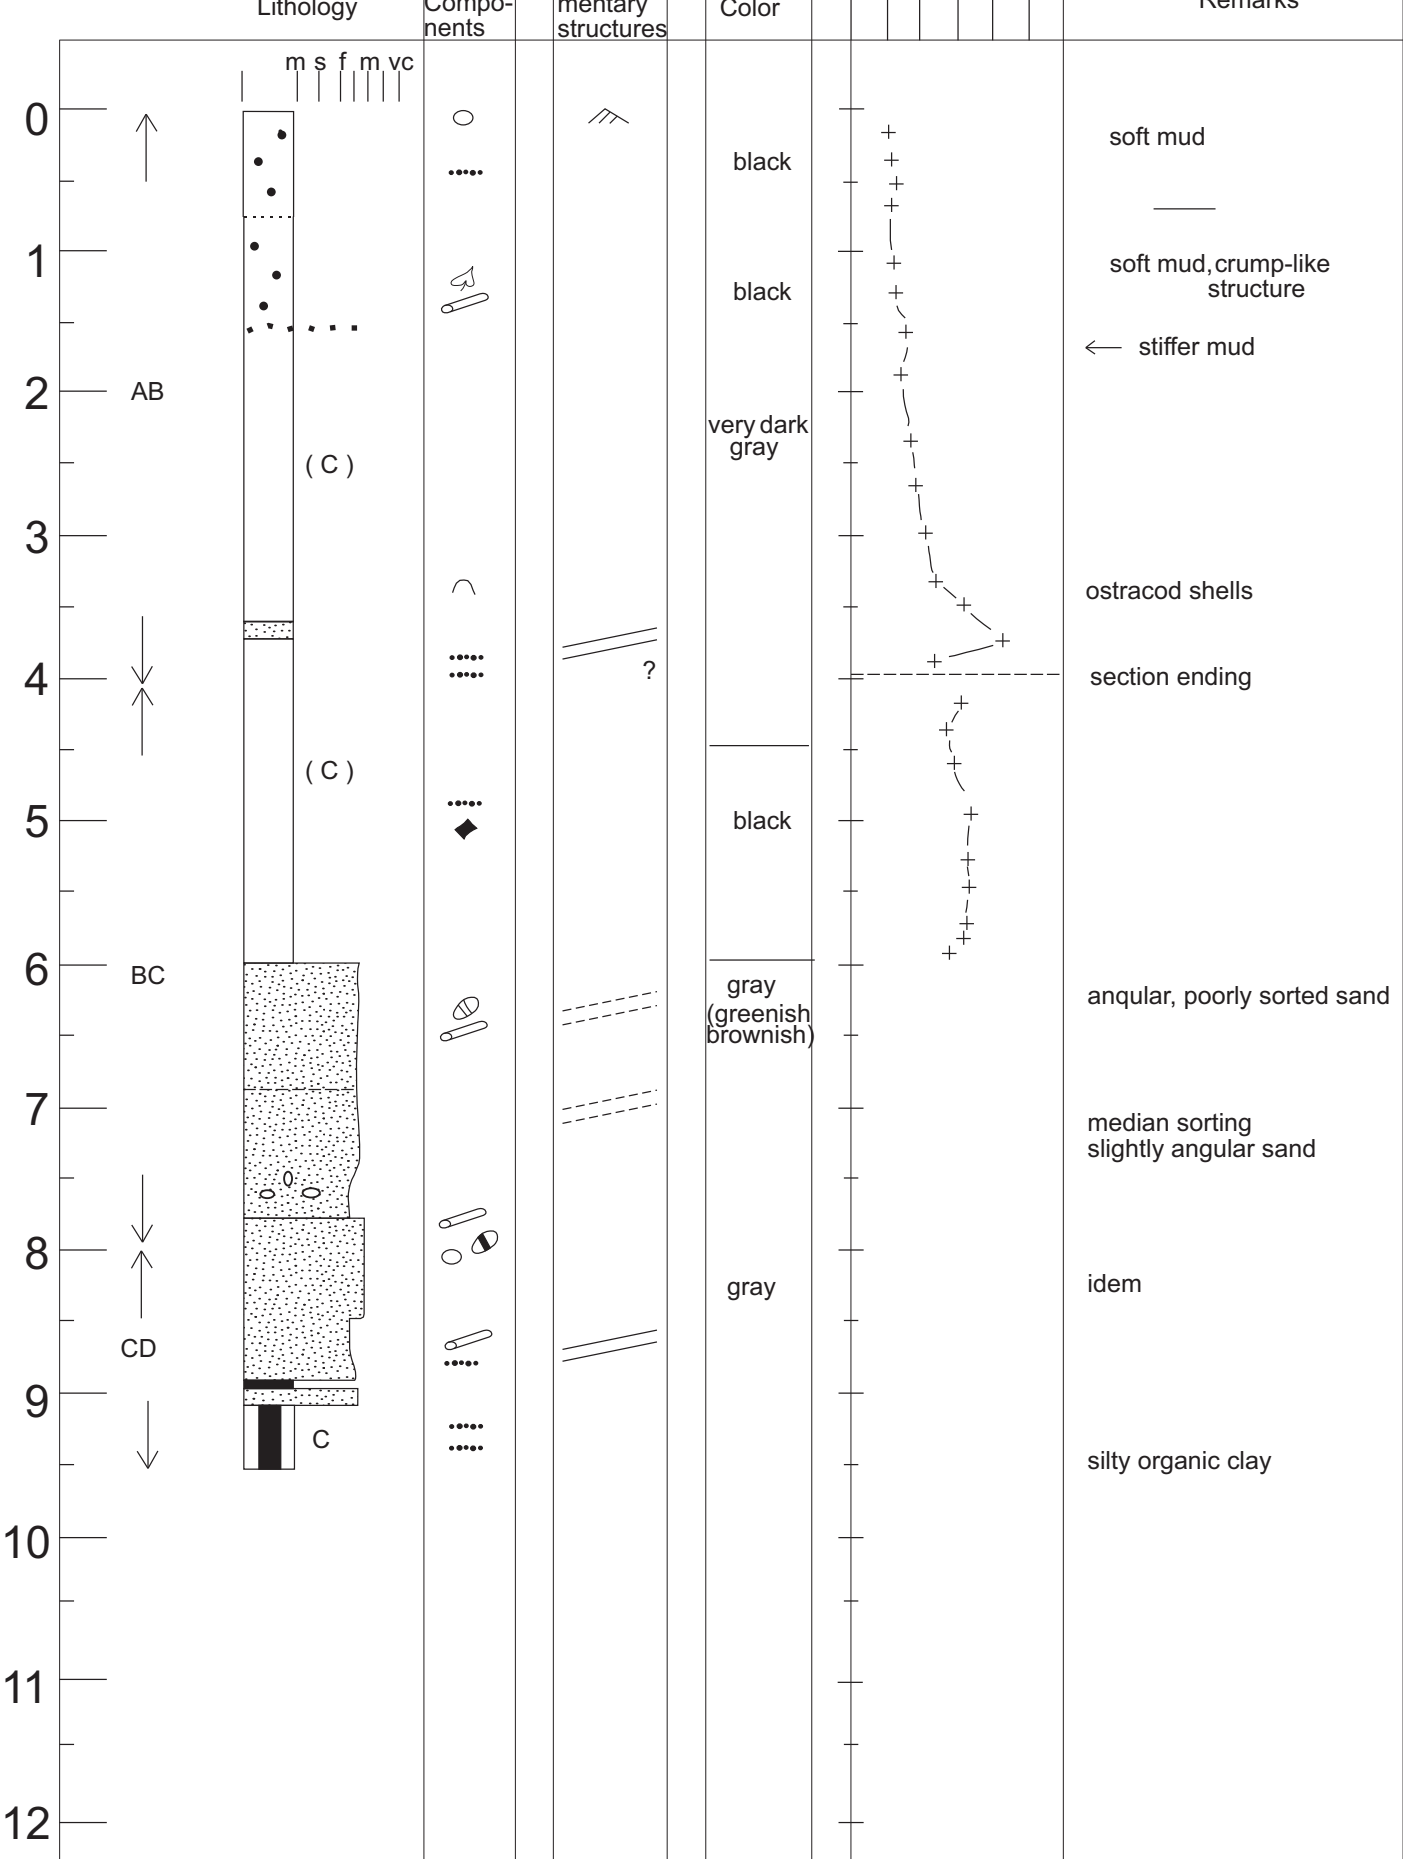 Lithology
Compo-
nents
mentary
structures
Color
Remarks
m s f m vc
0
soft mud
black
1
soft mud, crump-like
structure
black
stiffer mud
2
AB
very dark
gray
( C )
3
ostracod shells
4
?
section ending
( C )
5
black
6
BC
gray
(greenish
brownish)
anqular, poorly sorted sand
7
median sorting
slightly angular sand
8
gray
idem
CD
9
C
silty organic clay
10
11
12